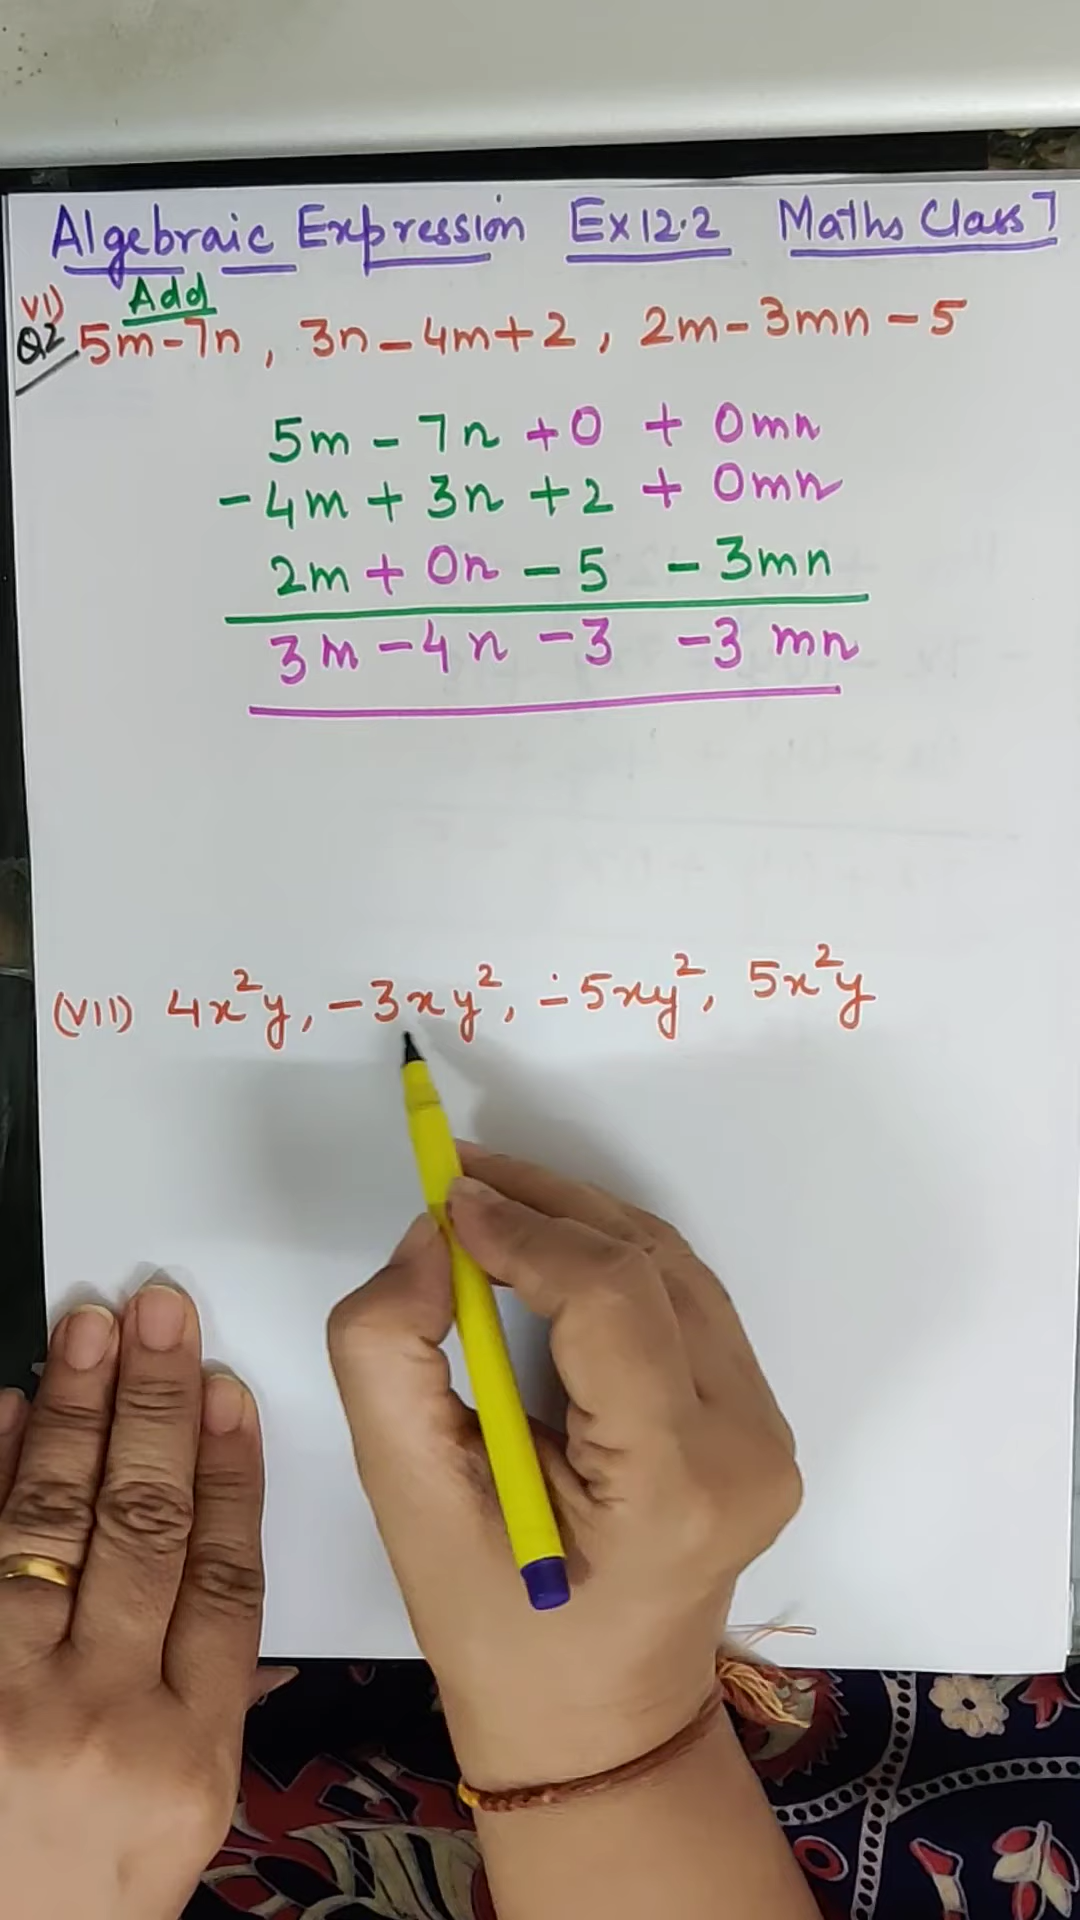 Algebraic Expression Ex 12.2 Maths Class 7
VI) Add
Q2 5m-7n, 3n-4m+2, 2m-3mn-5
5m - 7n + 0 + 0mn
-4m + 3n + 2 + 0mn
2m + 0n - 5 - 3mn
3m - 4n - 3 - 3mn
(VII) 4x²y, -3xy², -5xy², 5x²y